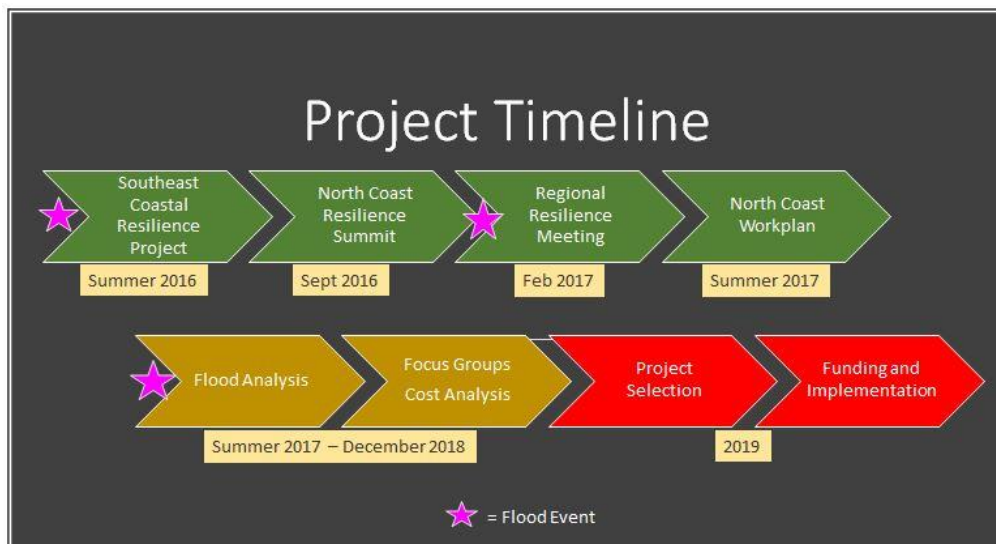 Project Timeline
Southeast
Coastal
Resilience
Project
North Coast
Resilience
Summit
Regional
Resilience
Meeting
North Coast
Workplan
Summer 2016
Sept 2016
Feb 2017
Summer 2017
Flood Analysis
Focus Groups
Cost Analysis
Project
Selection
Funding and
Implementation
Summer 2017 – December 2018
2019
= Flood Event